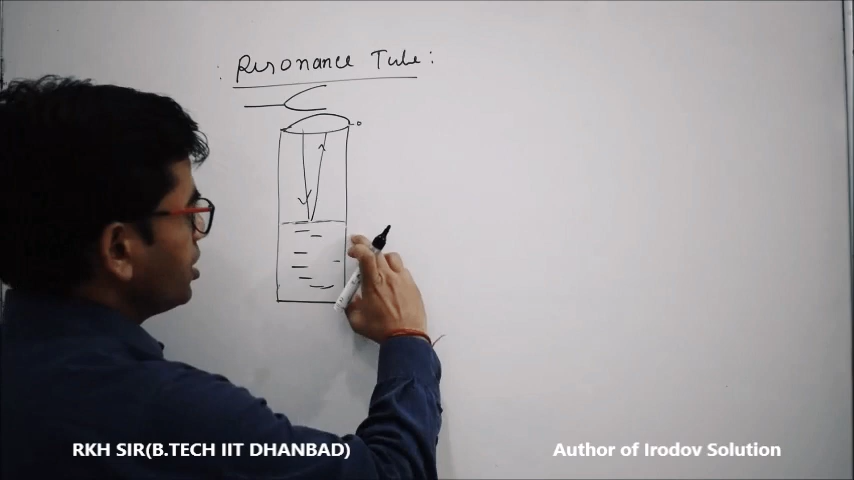 : Resonance Tube :
RKH SIR(B.TECH IIT DHANBAD)
Author of Irodov Solution